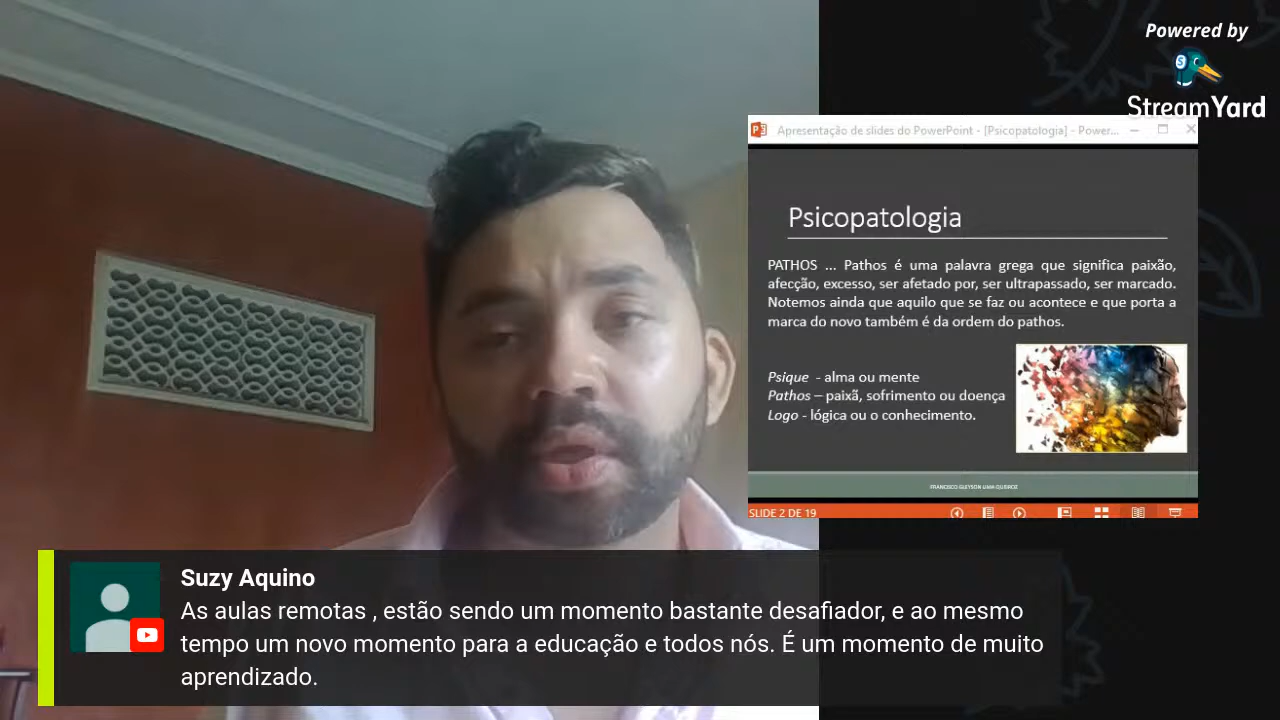 Powered by
StreamYard
Apresentação de slides do PowerPoint - [Psicopatologia] - Power...
Psicopatologia
PATHOS ... Pathos é uma palavra grega que significa paixão,
afecção, excesso, ser afetado por, ser ultrapassado, ser marcado.
Notemos ainda que aquilo que se faz ou acontece e que porta a
marca do novo também é da ordem do pathos.
Psique - alma ou mente
Pathos – paixã, sofrimento ou doença
Logo - lógica ou o conhecimento.
FRANCISCO GLEYSON LIMA QUEIROZ
SLIDE 2 DE 19
Suzy Aquino
As aulas remotas , estão sendo um momento bastante desafiador, e ao mesmo
tempo um novo momento para a educação e todos nós. É um momento de muito
aprendizado.